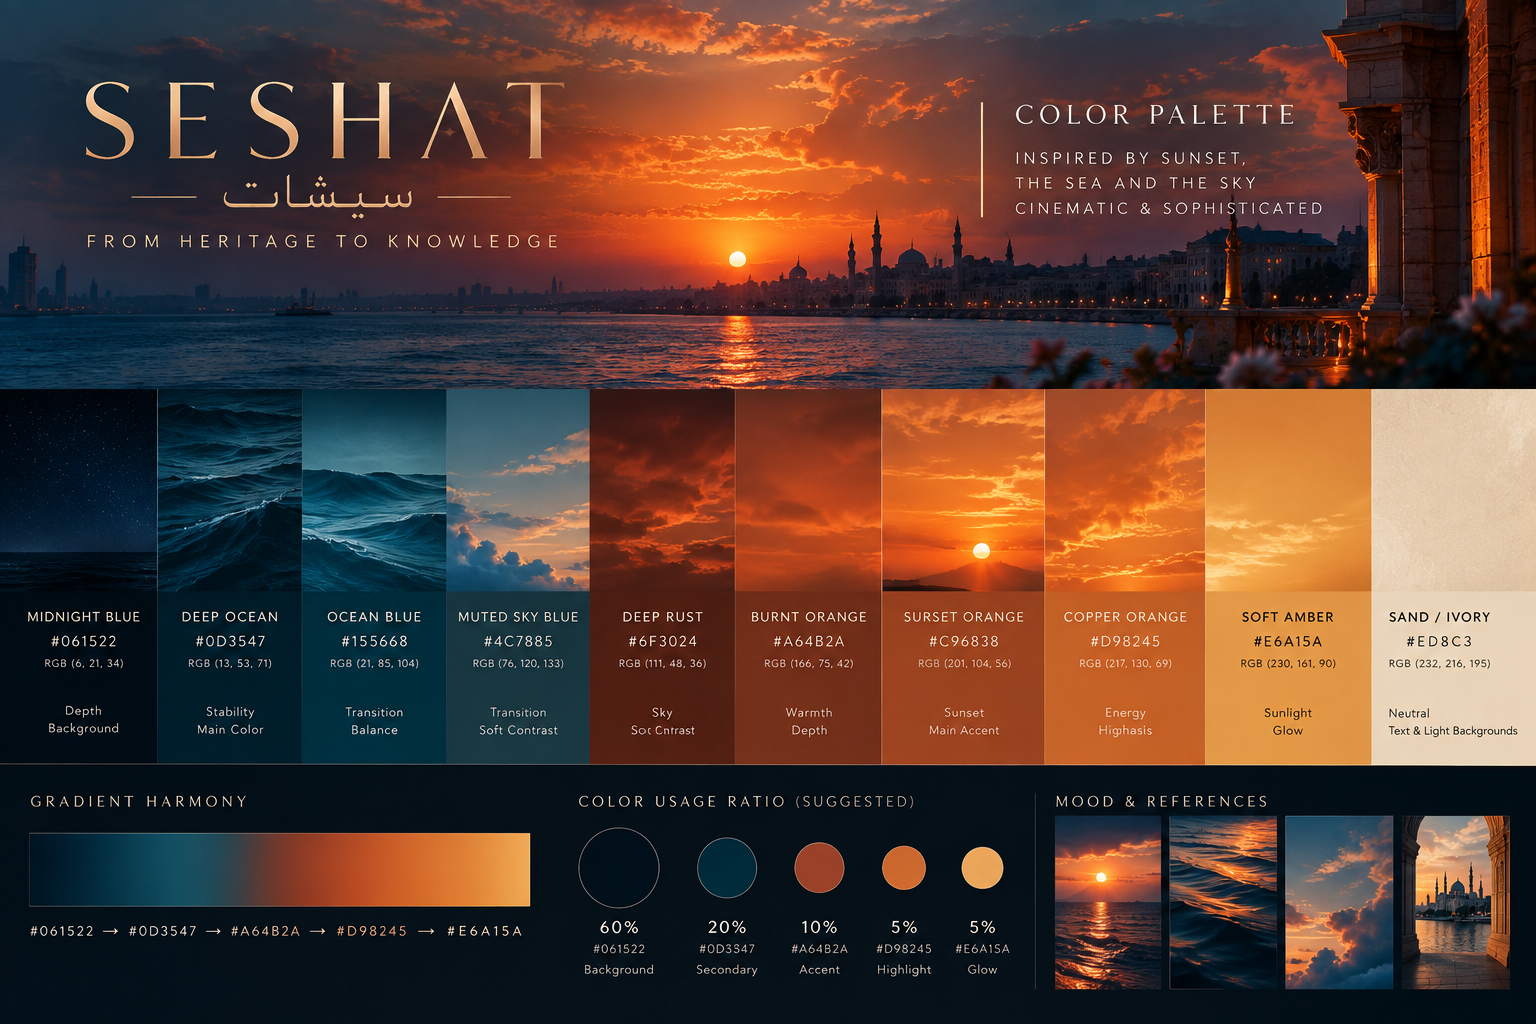 SESHAT
سيشات
FROM HERITAGE TO KNOWLEDGE
COLOR PALETTE
INSPIRED BY SUNSET,
THE SEA AND THE SKY
CINEMATIC & SOPHISTICATED
MIDNIGHT BLUE
#061522
RGB (6, 21, 34)
Depth
Background
DEEP OCEAN
#0D3547
RGB (13, 53, 71)
Stability
Main Color
OCEAN BLUE
#155668
RGB (21, 85, 104)
Transition
Balance
MUTED SKY BLUE
#4C7885
RGB (76, 120, 133)
Transition
Soft Contrast
DEEP RUST
#6F3024
RGB (111, 48, 36)
Sky
BURNT ORANGE
#A64B2A
RGB (166, 75, 42)
Warmth
Depth
SURSET ORANGE
#C96838
RGB (201, 104, 56)
Sunset
Main Accent
COPPER ORANGE
#D98245
RGB (217, 130, 69)
Energy
Highhasis
SOFT AMBER
#E6A15A
RGB (230, 161, 90)
Sunlight
Glow
SAND / IVORY
#ED8C3
RGB (232, 216, 195)
Neutral
Text & Light Backgrounds
GRADIENT HARMONY
#061522 → #0D3547 → #A64B2A → #D98245 → #E6A15A
COLOR USAGE RATIO (SUGGESTED)
60%
#061522
Background
20%
#0D3347
Secondary
10%
#A64B2A
Accent
5%
#D98245
Highlight
5%
#E6A15A
Glow
MOOD & REFERENCES